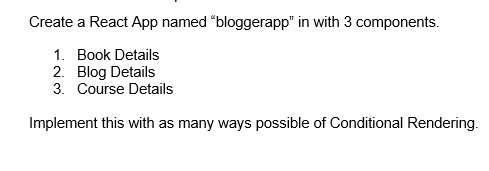 Create a React App named “bloggerapp” in with 3 components.
1. Book Details
2. Blog Details
3. Course Details
Implement this with as many ways possible of Conditional Rendering.